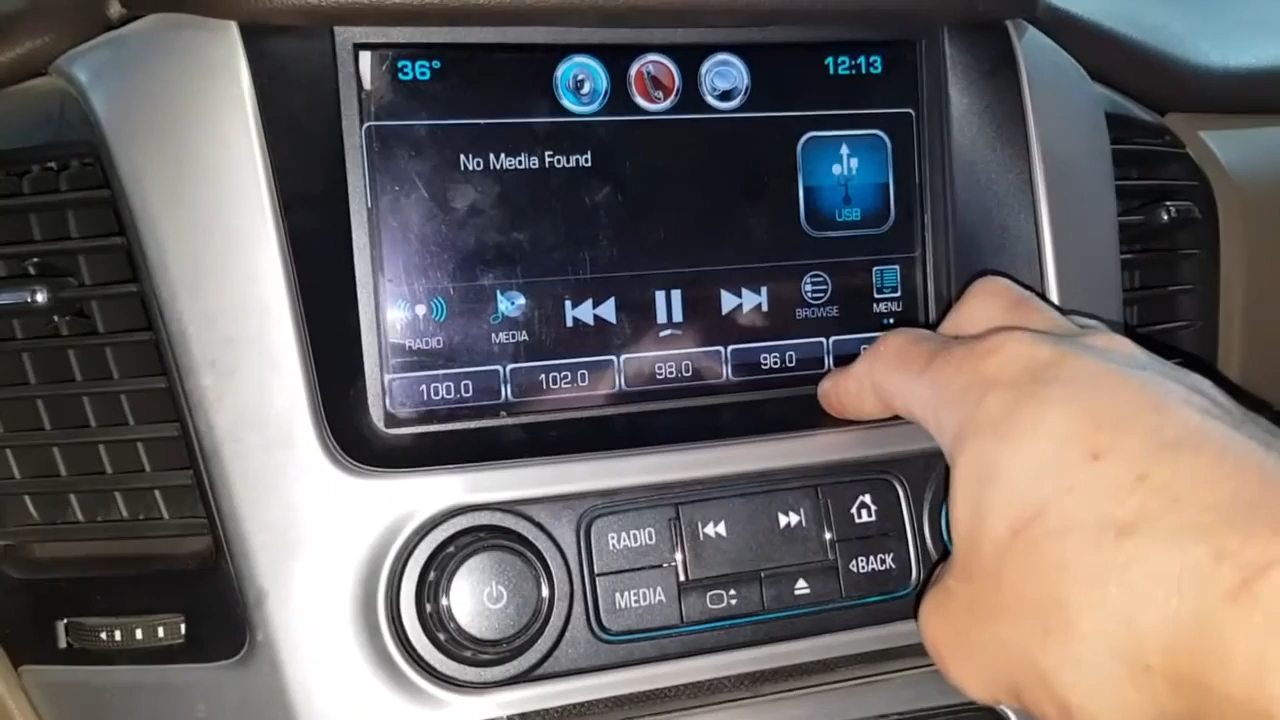 36°
12:13
No Media Found
USB
RADIO
MEDIA
BROWSE
MENU
100.0
102.0
98.0
96.0
RADIO
MEDIA
BACK